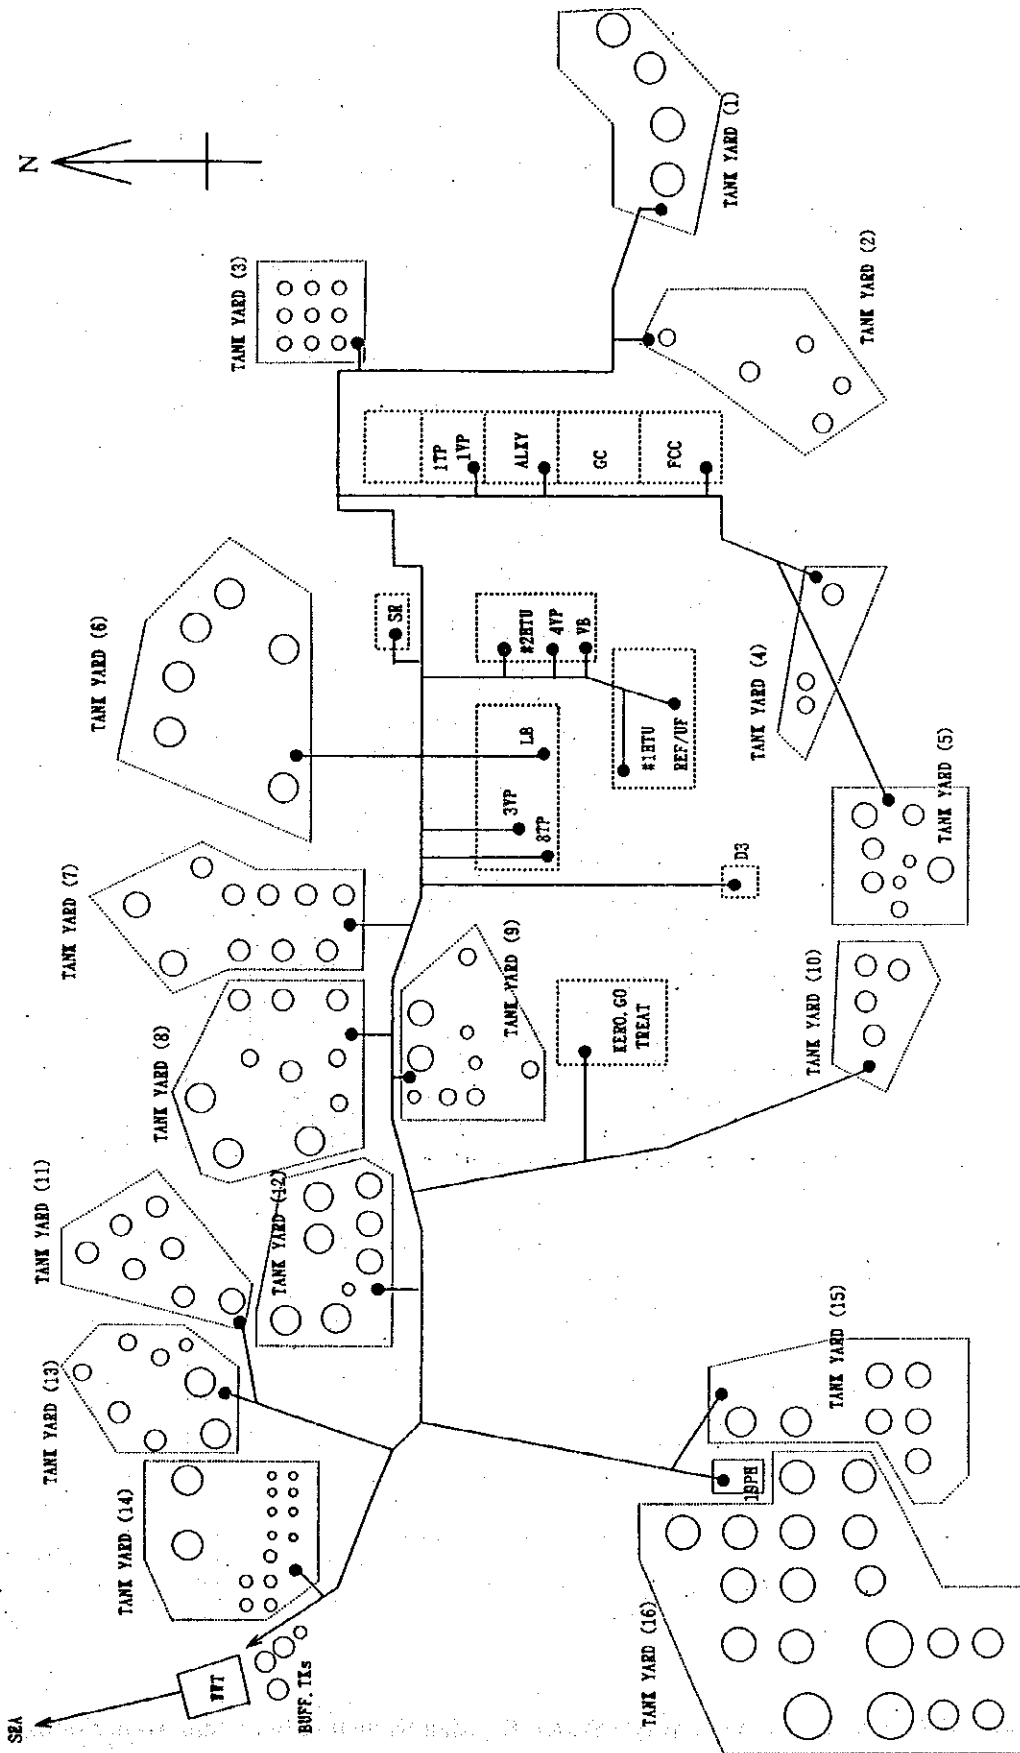 N
TANK YARD (1)
TANK YARD (2)
TANK YARD (3)
1TP
1VP
ALKY
GC
FCC
TANK YARD (4)
TANK YARD (5)
TANK YARD (6)
SR
#2HTU
4VP
VB
#1HTU
REF/UF
LB
3VP
8TP
D3
TANK YARD (7)
TANK YARD (8)
TANK YARD (9)
KERO.GO
TREAT
TANK YARD (10)
TANK YARD (11)
TANK YARD (12)
TANK YARD (13)
TANK YARD (14)
TANK YARD (15)
19PH
TANK YARD (16)
BUFF.TKs
WWT
SEA